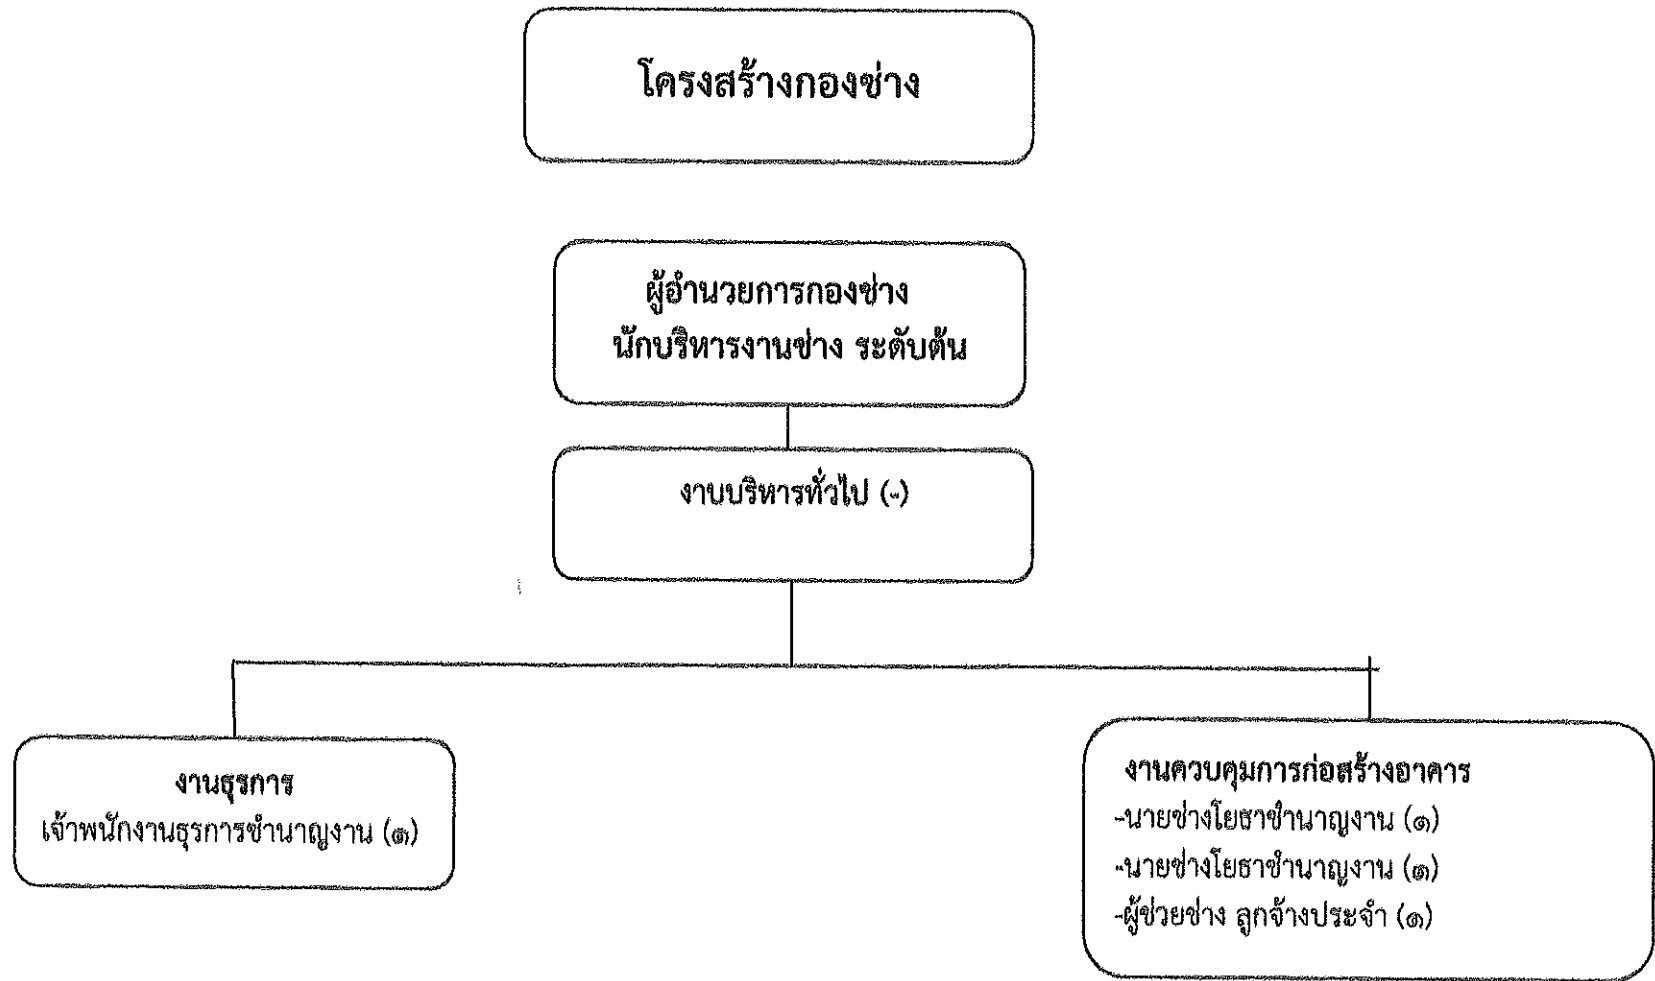 โครงสร้างกองช่าง
ผู้อำนวยการกองช่าง
นักบริหารงานช่าง ระดับต้น
งาบบริหารทั่วไป (-)
งานธุรการ
เจ้าพนักงานธุรการชำนาญงาน (๑)
งานควบคุมการก่อสร้างอาคาร
-นายช่างโยธาชำนาญงาน (๑)
-นายช่างโยธาชำนาญงาน (๑)
-ผู้ช่วยช่าง ลูกจ้างประจำ (๑)